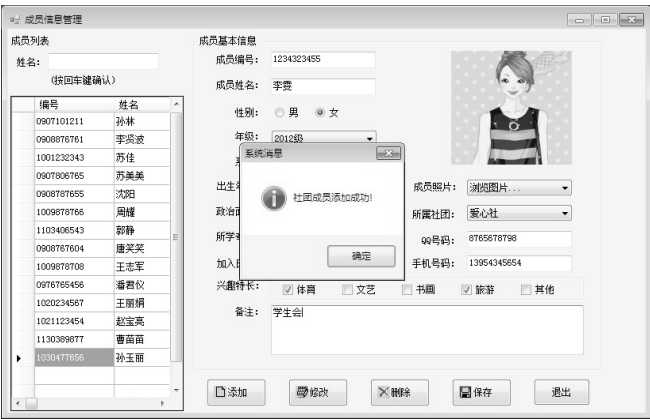 成员信息管理
成员列表
姓名：
(按回车键确认)
编号 姓名
0907101211 孙林
0908876761 李贤波
1001232343 苏佳
0907806765 苏美美
0908787655 沈阳
1009878766 周耀
1103406543 郭静
0908767604 唐笑笑
1009878708 王志军
0976765456 潘君仪
1020234567 王丽娟
1021123454 赵宝亮
1130389877 曹苗苗
1030477656 孙玉丽
成员基本信息
成员编号： 1234323455
成员姓名： 李雯
性别： 男 女
年级： 2012级
系统消息
社团成员添加成功!
确定
出生
政治面
所学专
加入日
成员照片： 浏览图片...
所属社团： 爱心社
QQ号码： 8765678798
手机号码： 13954345654
兴趣特长： 体育 文艺 书画 旅游 其他
备注： 学生会
添加 修改 删除 保存 退出